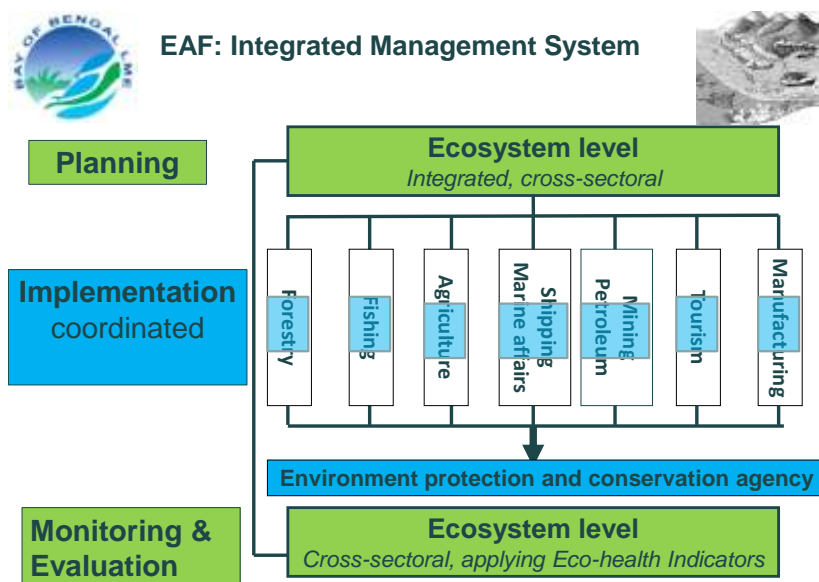 BAY OF BENGAL LME
EAF: Integrated Management System
Planning
Ecosystem level
Integrated, cross-sectoral
Implementation
coordinated
Forestry
Fishing
Agriculture
Shipping
Marine affairs
Mining
Petroleum
Tourism
Manufacturing
Environment protection and conservation agency
Monitoring &
Evaluation
Ecosystem level
Cross-sectoral, applying Eco-health Indicators